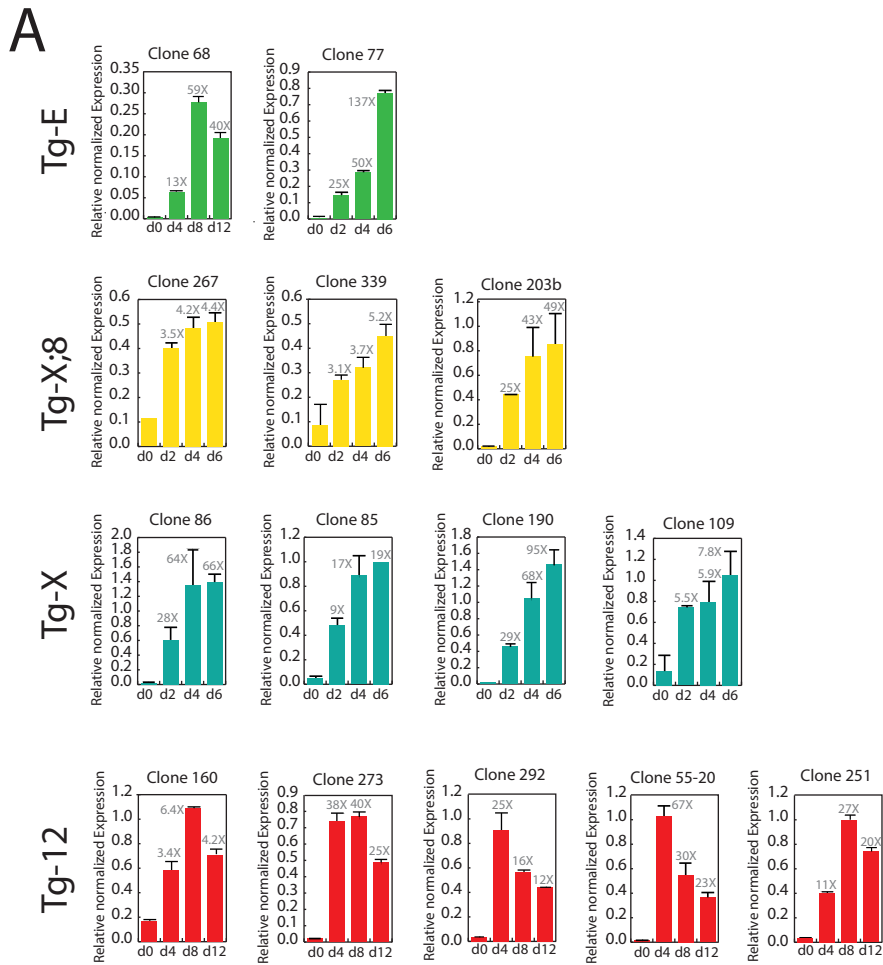 A
Tg-E
Clone 68
Relative normalized Expression
0.35
0.30
0.25
0.20
0.15
0.10
0.05
0.00
13X
59X
40X
d0 d4 d8 d12
Clone 77
Relative normalized Expression
0.9
0.8
0.7
0.6
0.5
0.4
0.3
0.2
0.1
0
25X
50X
137X
d0 d2 d4 d6
Tg-X;8
Clone 267
Relative normalized Expression
0.6
0.5
0.4
0.3
0.2
0.1
0.0
3.5X
4.2X
4.4X
d0 d2 d4 d6
Clone 339
Relative normalized Expression
0.6
0.5
0.4
0.3
0.2
0.1
0.0
3.1X
3.7X
5.2X
d0 d2 d4 d6
Clone 203b
Relative normalized Expression
1.2
1.0
0.8
0.6
0.4
0.2
0.0
25X
43X
49X
d0 d2 d4 d6
Tg-X
Clone 86
Relative normalized Expression
2.0
1.8
1.6
1.4
1.2
1.0
0.8
0.6
0.4
0.2
0.0
28X
64X
66X
d0 d2 d4 d6
Clone 85
Relative normalized Expression
1.2
1.0
0.8
0.6
0.4
0.2
0.0
9X
17X
19X
d0 d2 d4 d6
Clone 190
Relative normalized Expression
1.8
1.6
1.4
1.2
1.0
0.8
0.6
0.4
0.2
0.0
29X
68X
95X
d0 d2 d4 d6
Clone 109
Relative normalized Expression
1.4
1.2
1.0
0.8
0.6
0.4
0.2
0.0
5.5X
5.9X
7.8X
d0 d2 d4 d6
Tg-12
Clone 160
Relative normalized Expression
1.2
1.0
0.8
0.6
0.4
0.2
0.0
3.4X
6.4X
4.2X
d0 d4 d8 d12
Clone 273
Relative normalized Expression
0.9
0.8
0.7
0.6
0.5
0.4
0.3
0.2
0.1
0.0
38X
40X
25X
d0 d4 d8 d12
Clone 292
Relative normalized Expression
1.2
1.0
0.8
0.6
0.4
0.2
0.0
25X
16X
12X
d0 d4 d8 d12
Clone 55-20
Relative normalized Expression
1.2
1.0
0.8
0.6
0.4
0.2
0.0
67X
30X
23X
d0 d4 d8 d12
Clone 251
Relative normalized Expression
1.2
1.0
0.8
0.6
0.4
0.2
0.0
11X
27X
20X
d0 d4 d8 d12